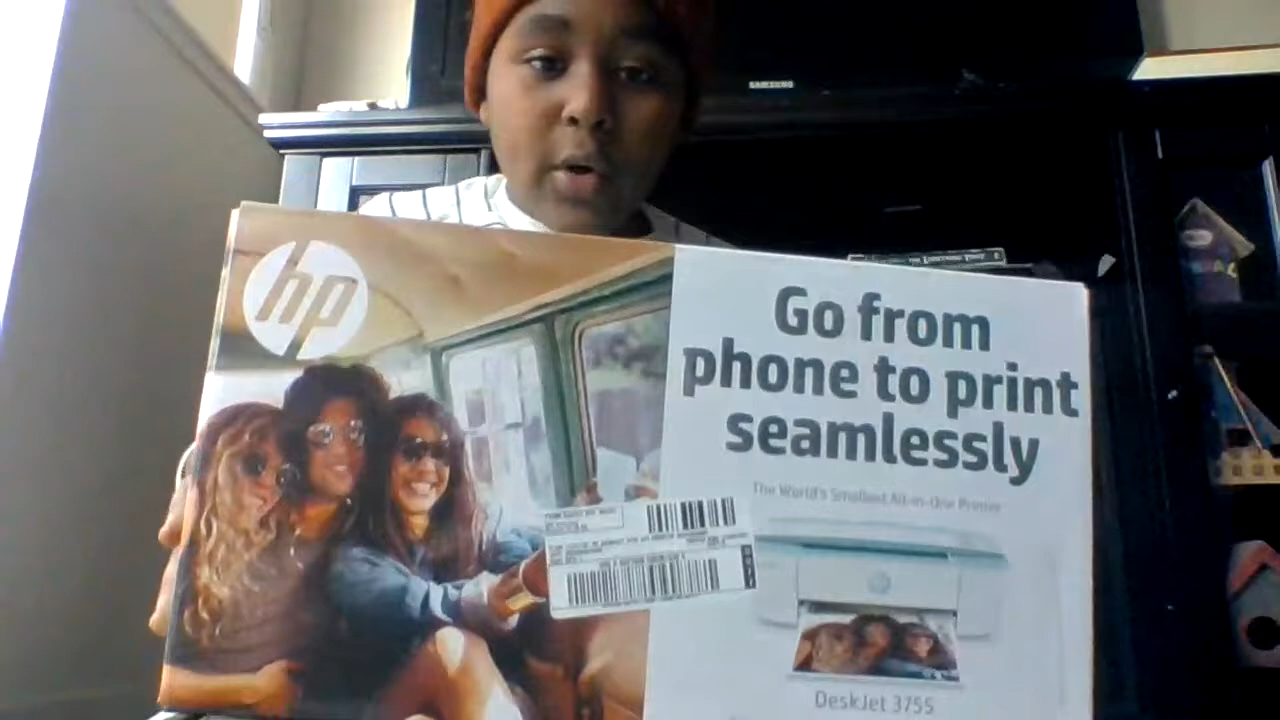 SAMSUNG
hp
Go from
phone to print
seamlessly
The World's Smallest All-in-One Printer
DeskJet 3755